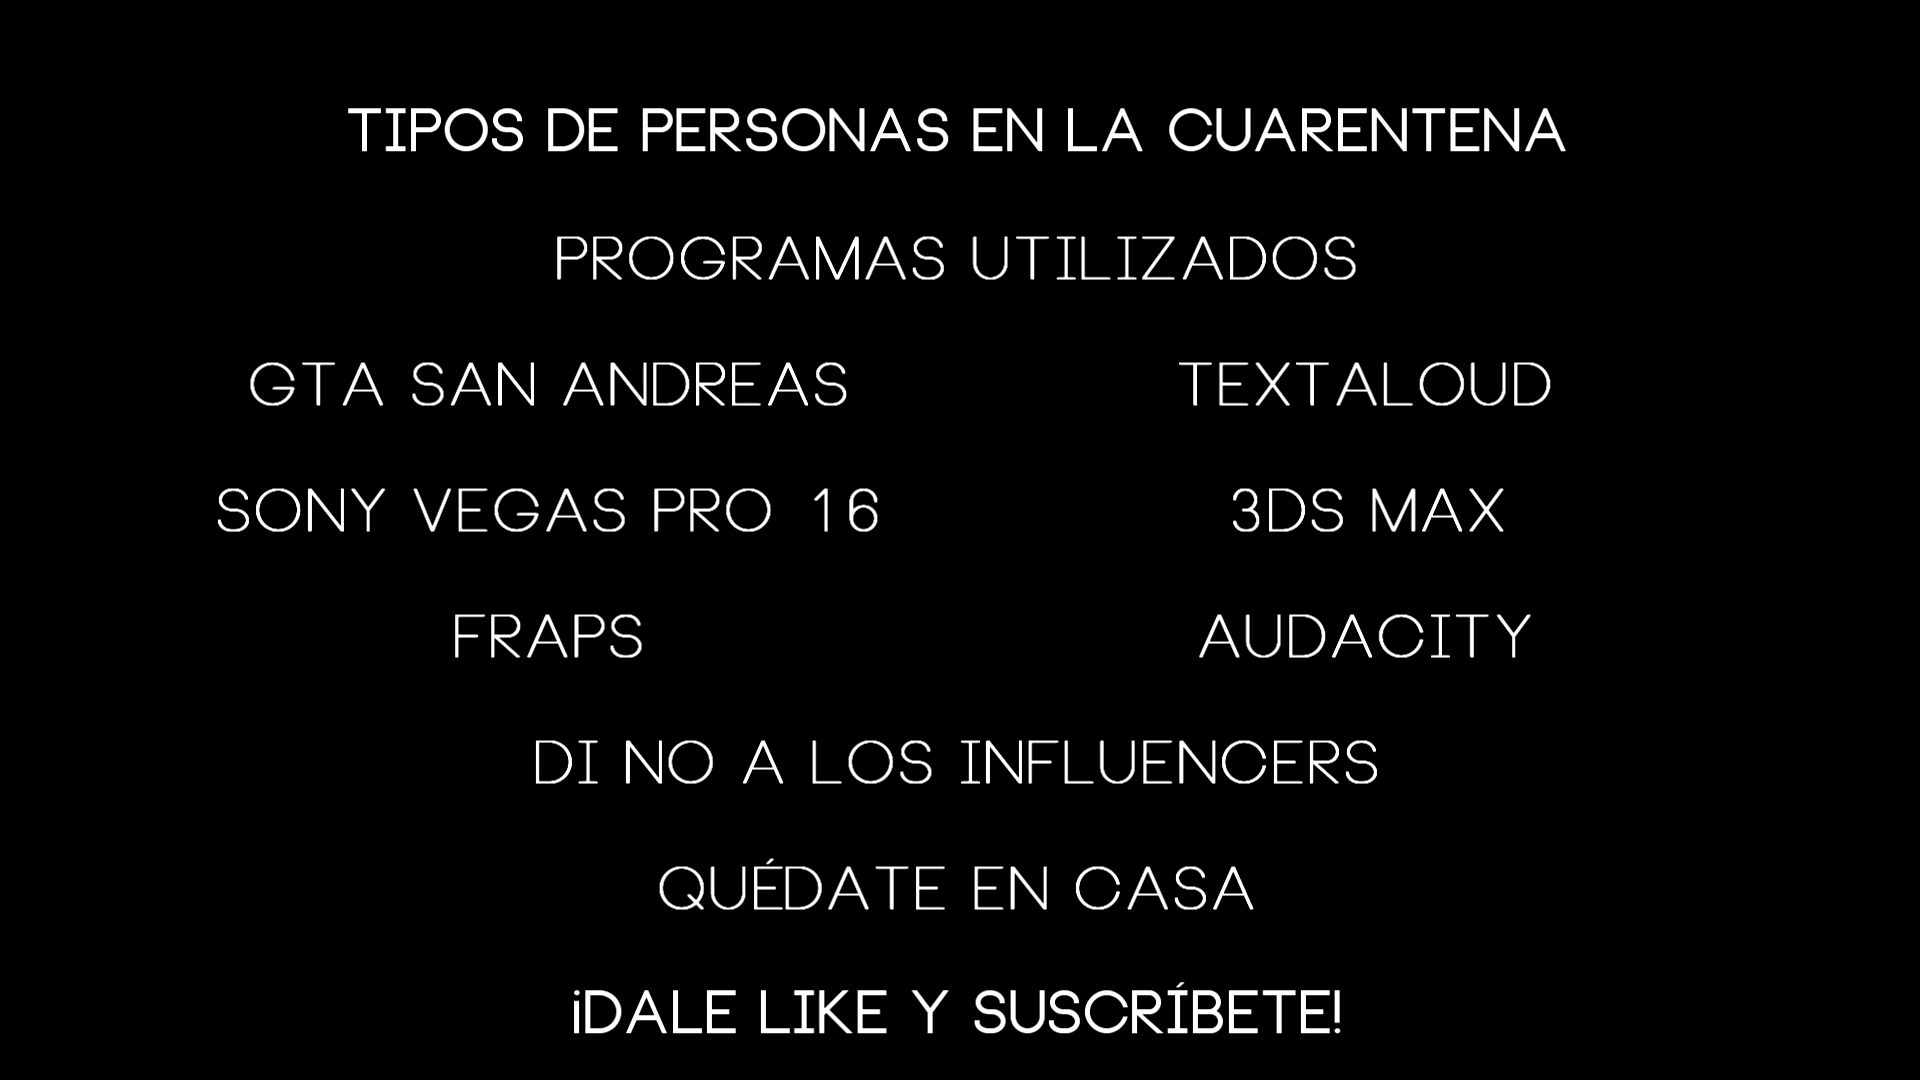 TIPOS DE PERSONAS EN LA CUARENTENA
PROGRAMAS UTILIZADOS
GTA SAN ANDREAS
TEXTALOUD
SONY VEGAS PRO 16
3DS MAX
FRAPS
AUDACITY
DI NO A LOS INFLUENCERS
QUÉDATE EN CASA
¡DALE LIKE Y SUSCRÍBETE!